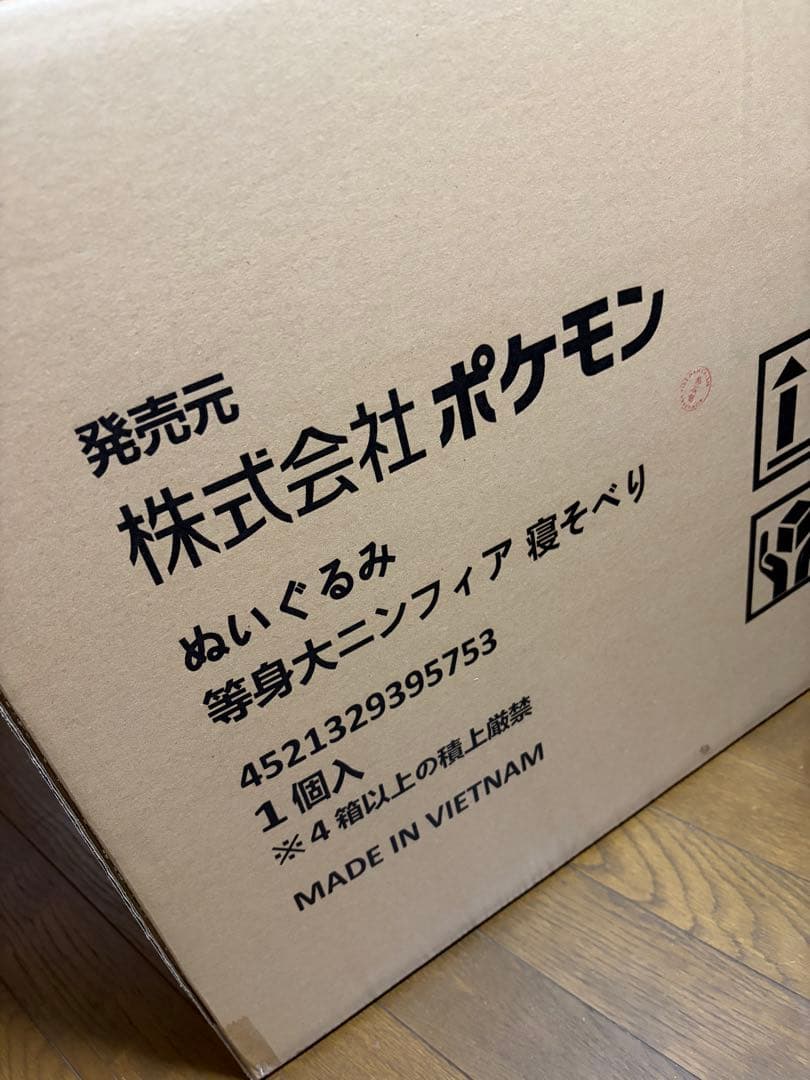 発売元
株式会社ポケモン
ぬいぐるみ
等身大ニンフィア 寝そべり
4521329395753
1個入
※4箱以上の積上厳禁
MADE IN VIETNAM